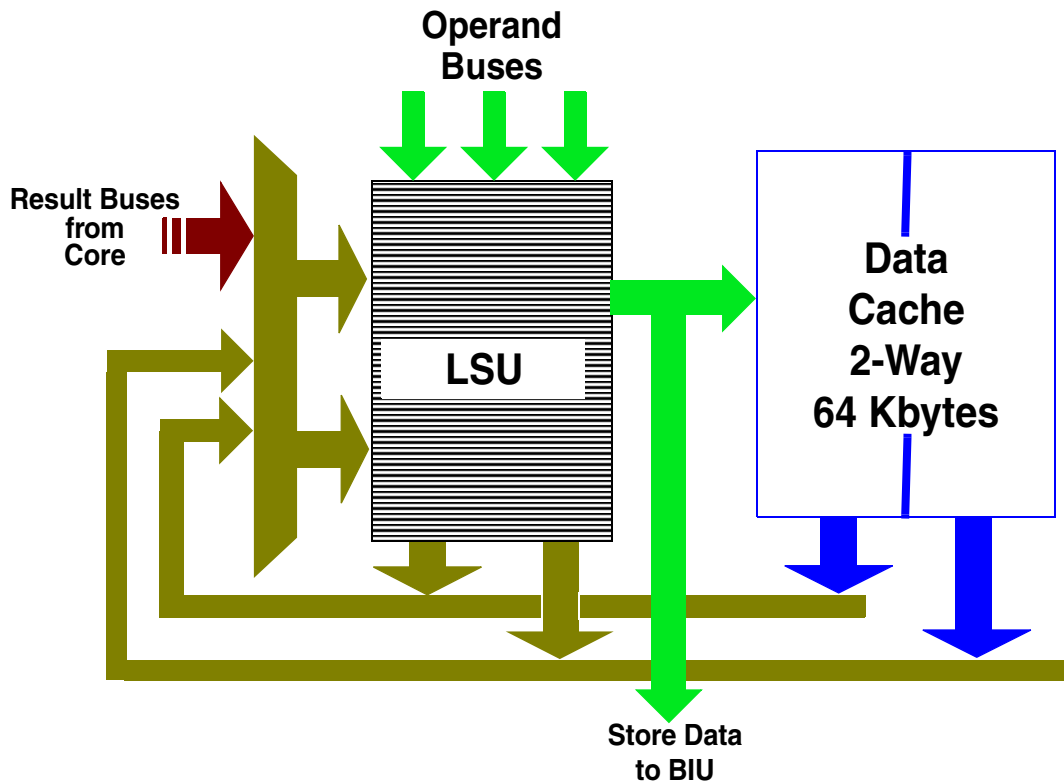 Operand
Buses
Result Buses
from
Core
LSU
Data
Cache
2-Way
64 Kbytes
Store Data
to BIU